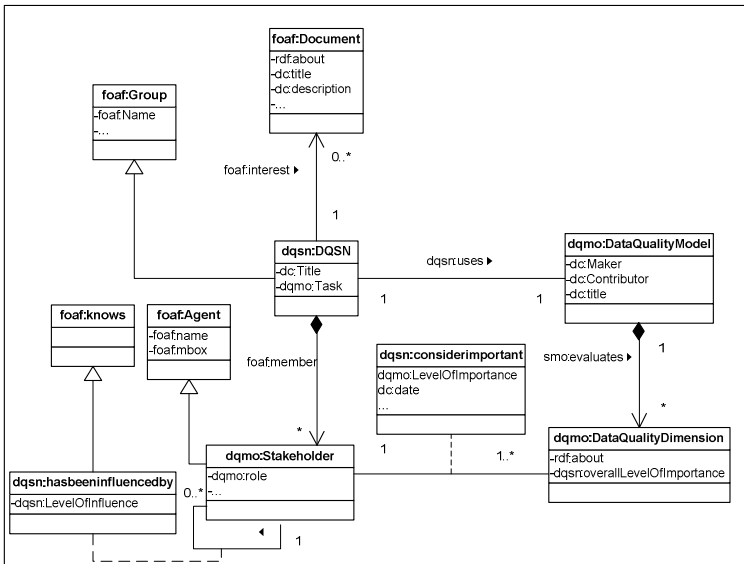 foaf:Document
-rdf:about
-dc:title
-dc:description
-...
foaf:Group
-foaf:Name
-...
0..*
foaf:interest
1
dqsn:DQSN
-dc:Title
-dqmo:Task
dqsn:uses
1
1
dqmo:DataQualityModel
-dc:Maker
-dc:Contributor
-dc:title
foaf:knows
foaf:Agent
-foaf:name
-foaf:mbox
foaf:member
*
dqsn:considerimportant
dqmo:LevelOfImportance
dc:date
...
smo:evaluates
1
*
dqmo:Stakeholder
-dqmo:role
-...
1
1..*
dqmo:DataQualityDimension
-rdf:about
-dqsn:overallLevelOfImportance
dqsn:hasbeeninfluencedby
-dqsn:LevelOfInfluence
0..*
1